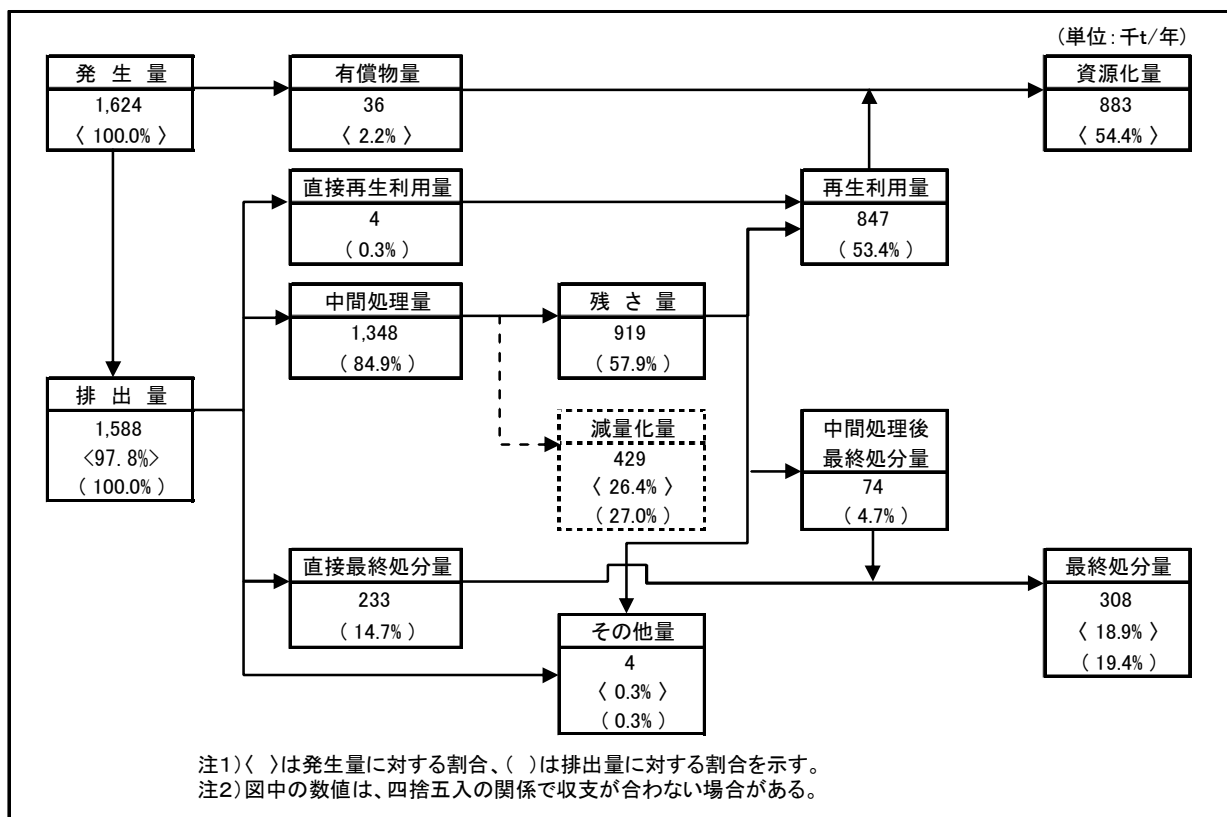 (単位：千t/年)
発 生 量
1,624
〈 100.0% 〉
有償物量
36
〈 2.2% 〉
資源化量
883
〈 54.4% 〉
直接再生利用量
4
( 0.3% )
再生利用量
847
( 53.4% )
中間処理量
1,348
( 84.9% )
残 さ 量
919
( 57.9% )
排 出 量
1,588
<97.8%>
( 100.0% )
減量化量
429
〈 26.4% 〉
( 27.0% )
中間処理後
最終処分量
74
( 4.7% )
直接最終処分量
233
( 14.7% )
その他量
4
〈 0.3% 〉
( 0.3% )
最終処分量
308
〈 18.9% 〉
( 19.4% )
注1)〈　〉は発生量に対する割合、(　)は排出量に対する割合を示す。
注2)図中の数値は、四捨五入の関係で収支が合わない場合がある。